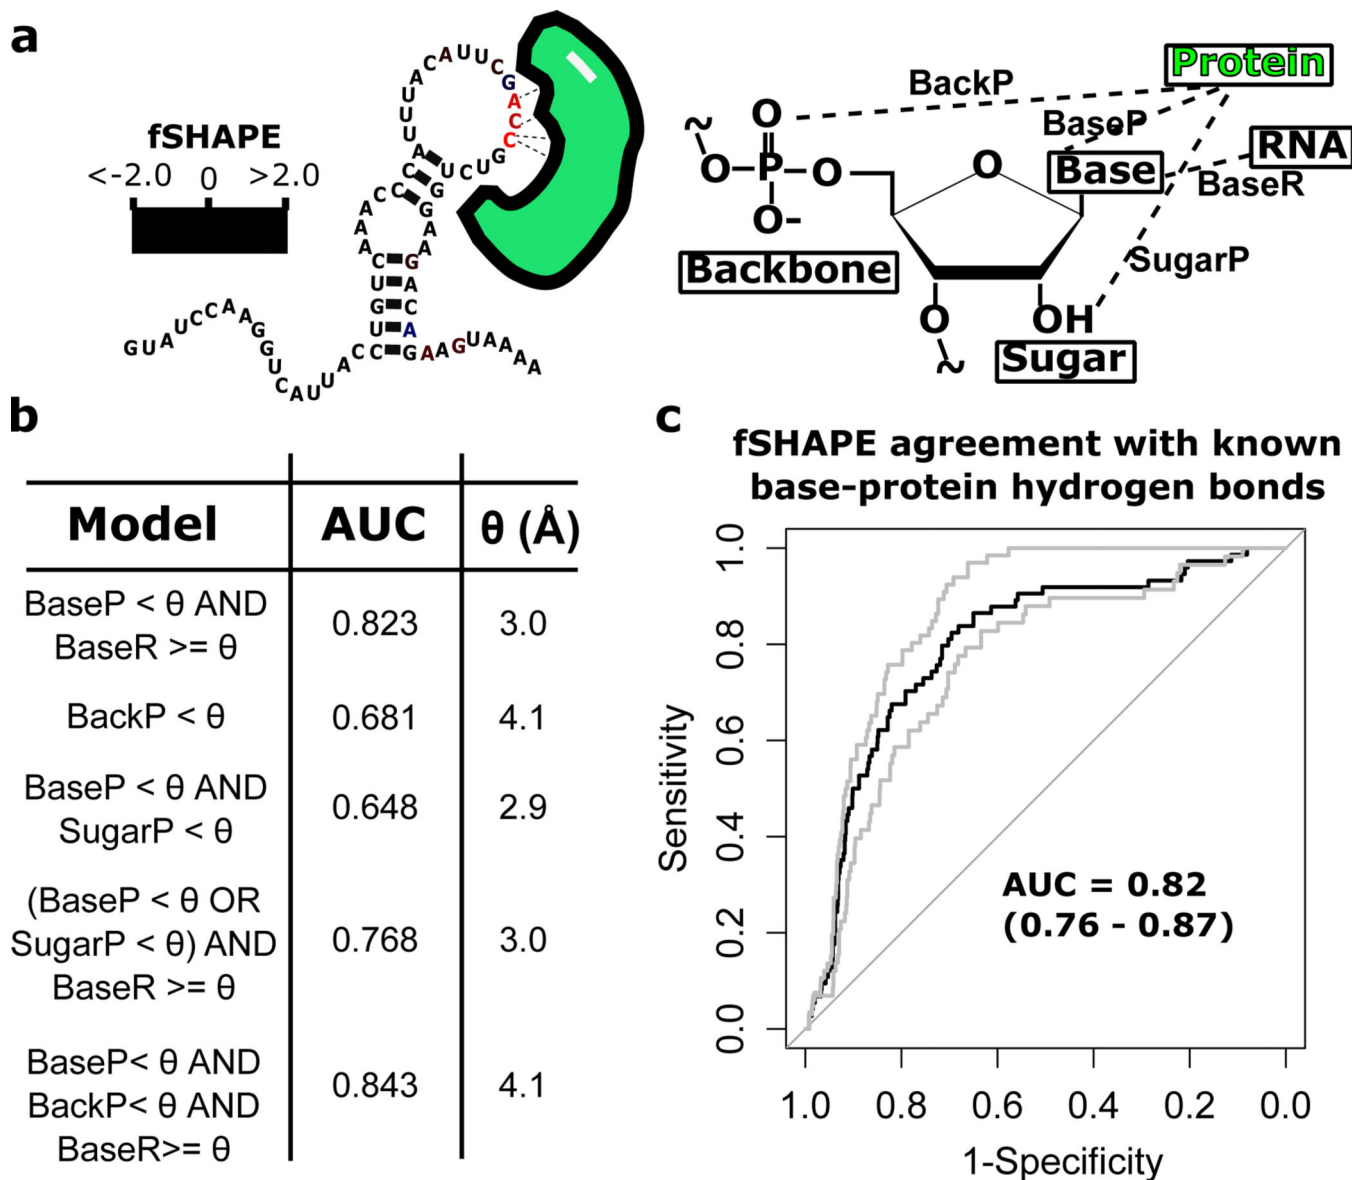 a
fSHAPE
<-2.0 0 >2.0
GUAUCCAAGGUCAUUACCUGUCAAACCCAUUUUACAUUCGACCGUCUGGAAGACAGAAGUAAAA
Protein
BackP
BaseP
RNA
BaseR
Base
SugarP
~
O
O
P
O
O
O-
Backbone
O
OH
~
Sugar
b
Model AUC θ (Å)
BaseP < θ AND
BaseR >= θ
0.823 3.0
BackP < θ 0.681 4.1
BaseP < θ AND
SugarP < θ
0.648 2.9
(BaseP < θ OR
SugarP < θ) AND
BaseR >= θ
0.768 3.0
BaseP< θ AND
BackP< θ AND
BaseR>= θ
0.843 4.1
c
fSHAPE agreement with known
base-protein hydrogen bonds
Sensitivity
1.0
0.8
0.6
0.4
0.2
0.0
AUC = 0.82
(0.76 - 0.87)
1.0 0.8 0.6 0.4 0.2 0.0
1-Specificity